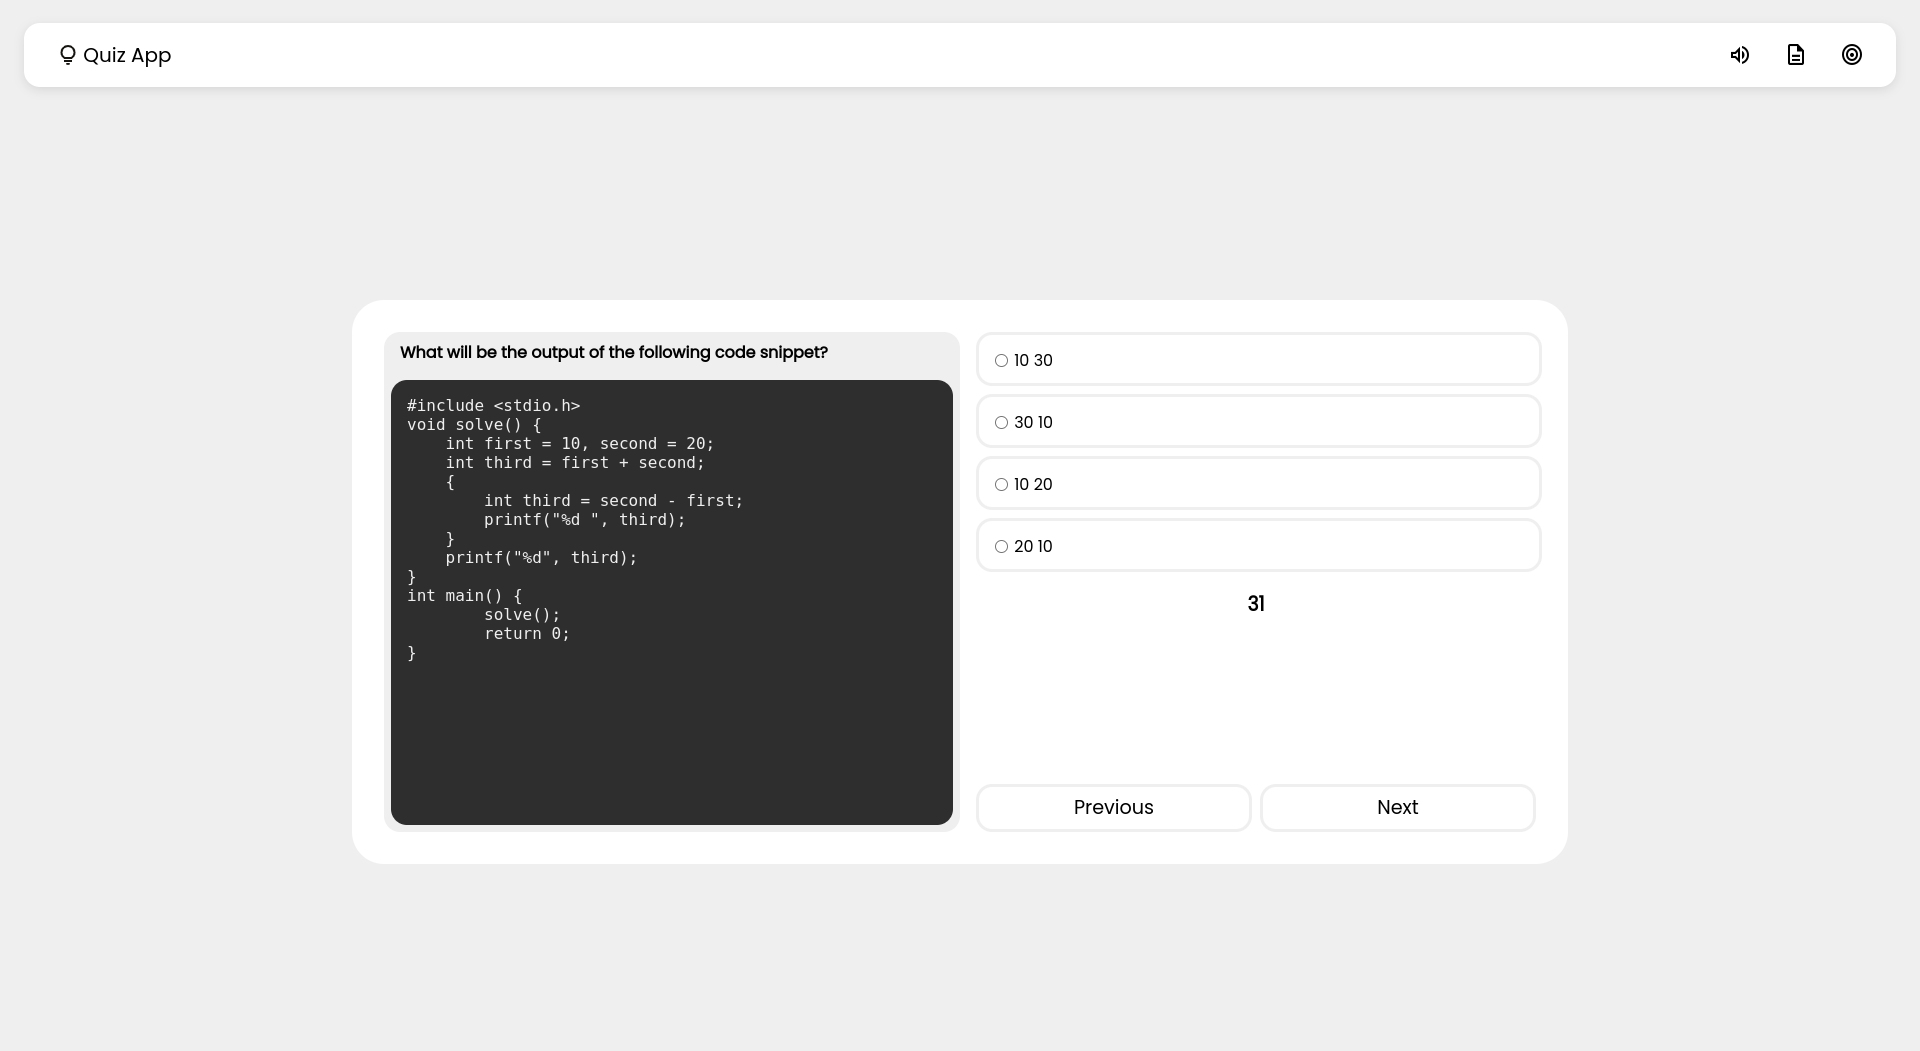 Quiz App
What will be the output of the following code snippet?
#include <stdio.h>
void solve() {
    int first = 10, second = 20;
    int third = first + second;
    {
        int third = second - first;
        printf("%d ", third);
    }
    printf("%d", third);
}
int main() {
        solve();
        return 0;
}
10 30
30 10
10 20
20 10
31
Previous
Next